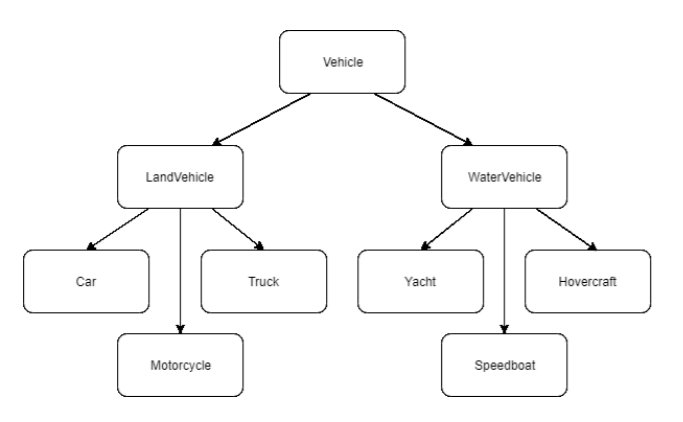 Vehicle
LandVehicle
WaterVehicle
Car
Truck
Yacht
Hovercraft
Motorcycle
Speedboat